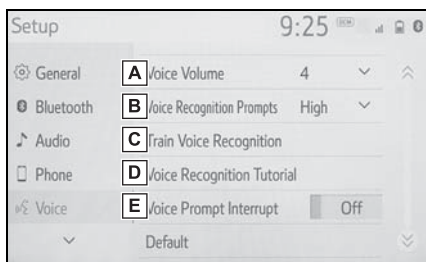 Setup 9:25 DCM
General A Voice Volume 4
Bluetooth B Voice Recognition Prompts High
Audio C Train Voice Recognition
Phone D Voice Recognition Tutorial
Voice E Voice Prompt Interrupt Off
Default